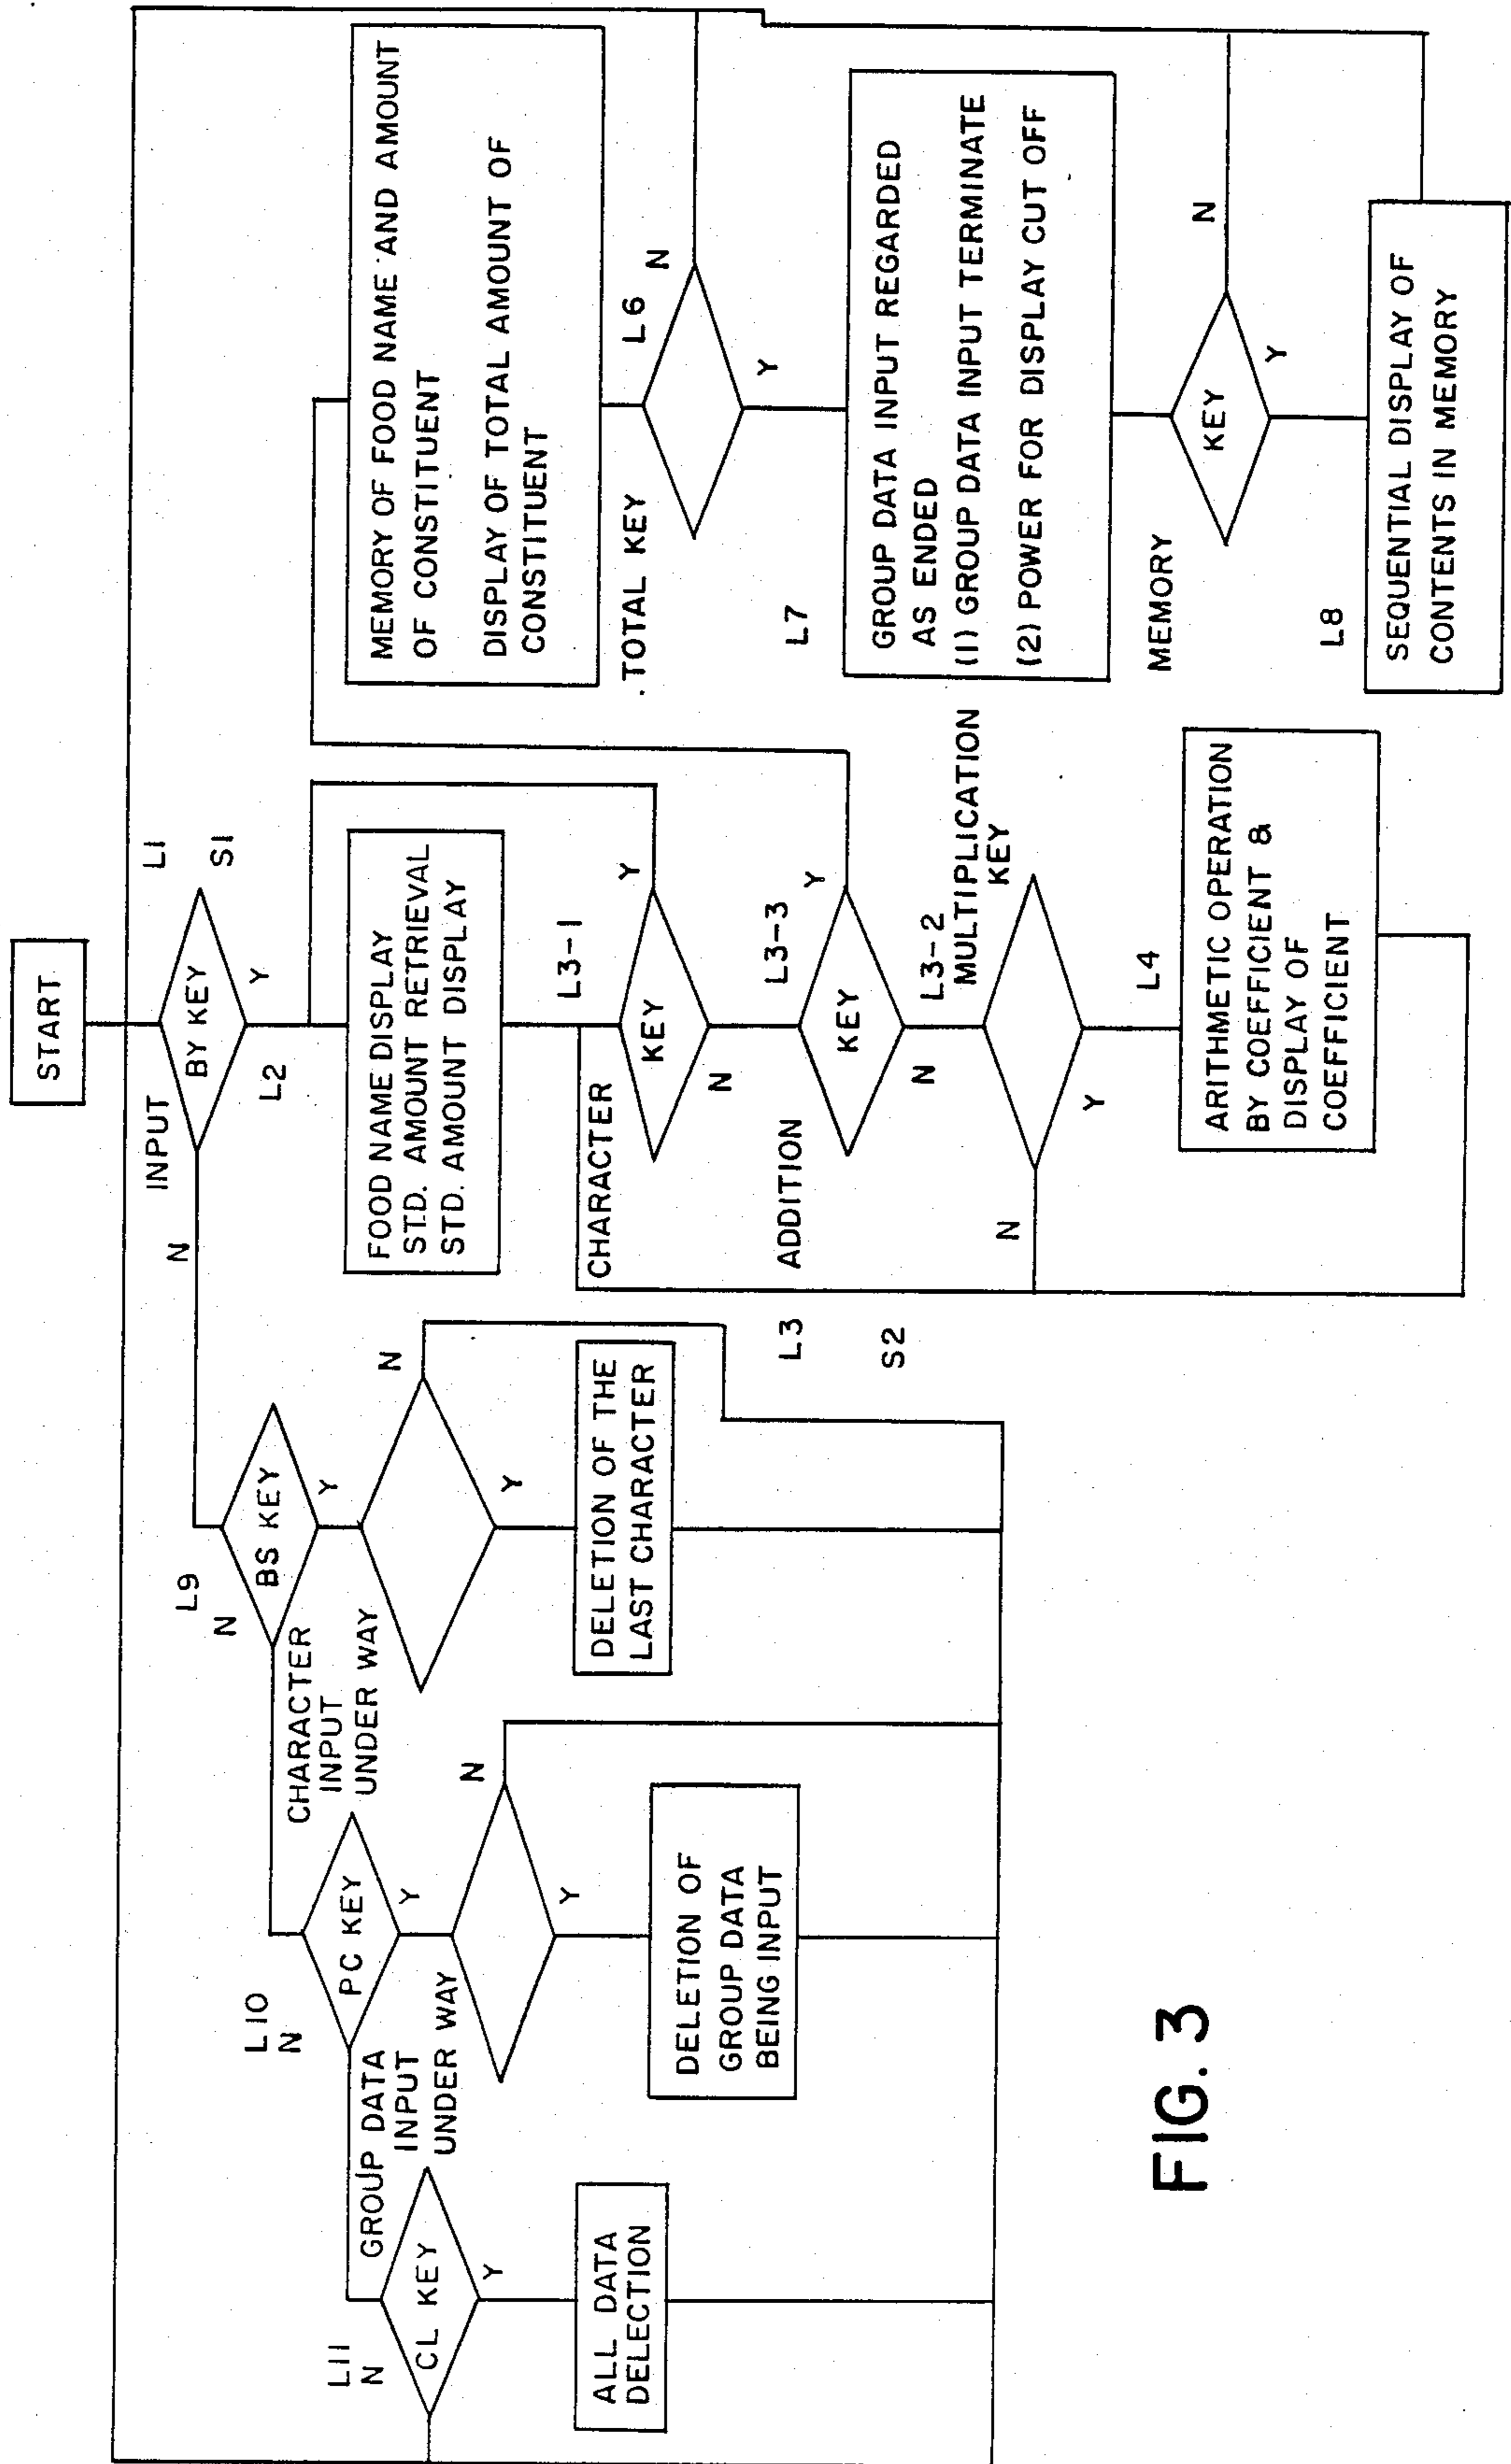 START
INPUT
BY KEY
L1
S1
N
Y
L2
FOOD NAME DISPLAY
STD. AMOUNT RETRIEVAL
STD. AMOUNT DISPLAY
CHARACTER
L3-1
KEY
Y
N
ADDITION
L3-3
KEY
Y
N
L3-2
MULTIPLICATION
KEY
N
Y
L4
ARITHMETIC OPERATION
BY COEFFICIENT &
DISPLAY OF
COEFFICIENT
L3
S2
MEMORY OF FOOD NAME AND AMOUNT
OF CONSTITUENT
DISPLAY OF TOTAL AMOUNT OF
CONSTITUENT
TOTAL KEY
L6
N
Y
L7
GROUP DATA INPUT REGARDED
AS ENDED
(1) GROUP DATA INPUT TERMINATE
(2) POWER FOR DISPLAY CUT OFF
MEMORY
KEY
N
Y
L8
SEQUENTIAL DISPLAY OF
CONTENTS IN MEMORY
L9
N
BS KEY
Y
CHARACTER
INPUT
UNDER WAY
N
Y
DELETION OF THE
LAST CHARACTER
L10
N
PC KEY
Y
GROUP DATA
INPUT
UNDER WAY
N
Y
DELETION OF
GROUP DATA
BEING INPUT
L11
N
CL KEY
Y
ALL DATA
DELECTION
FIG. 3